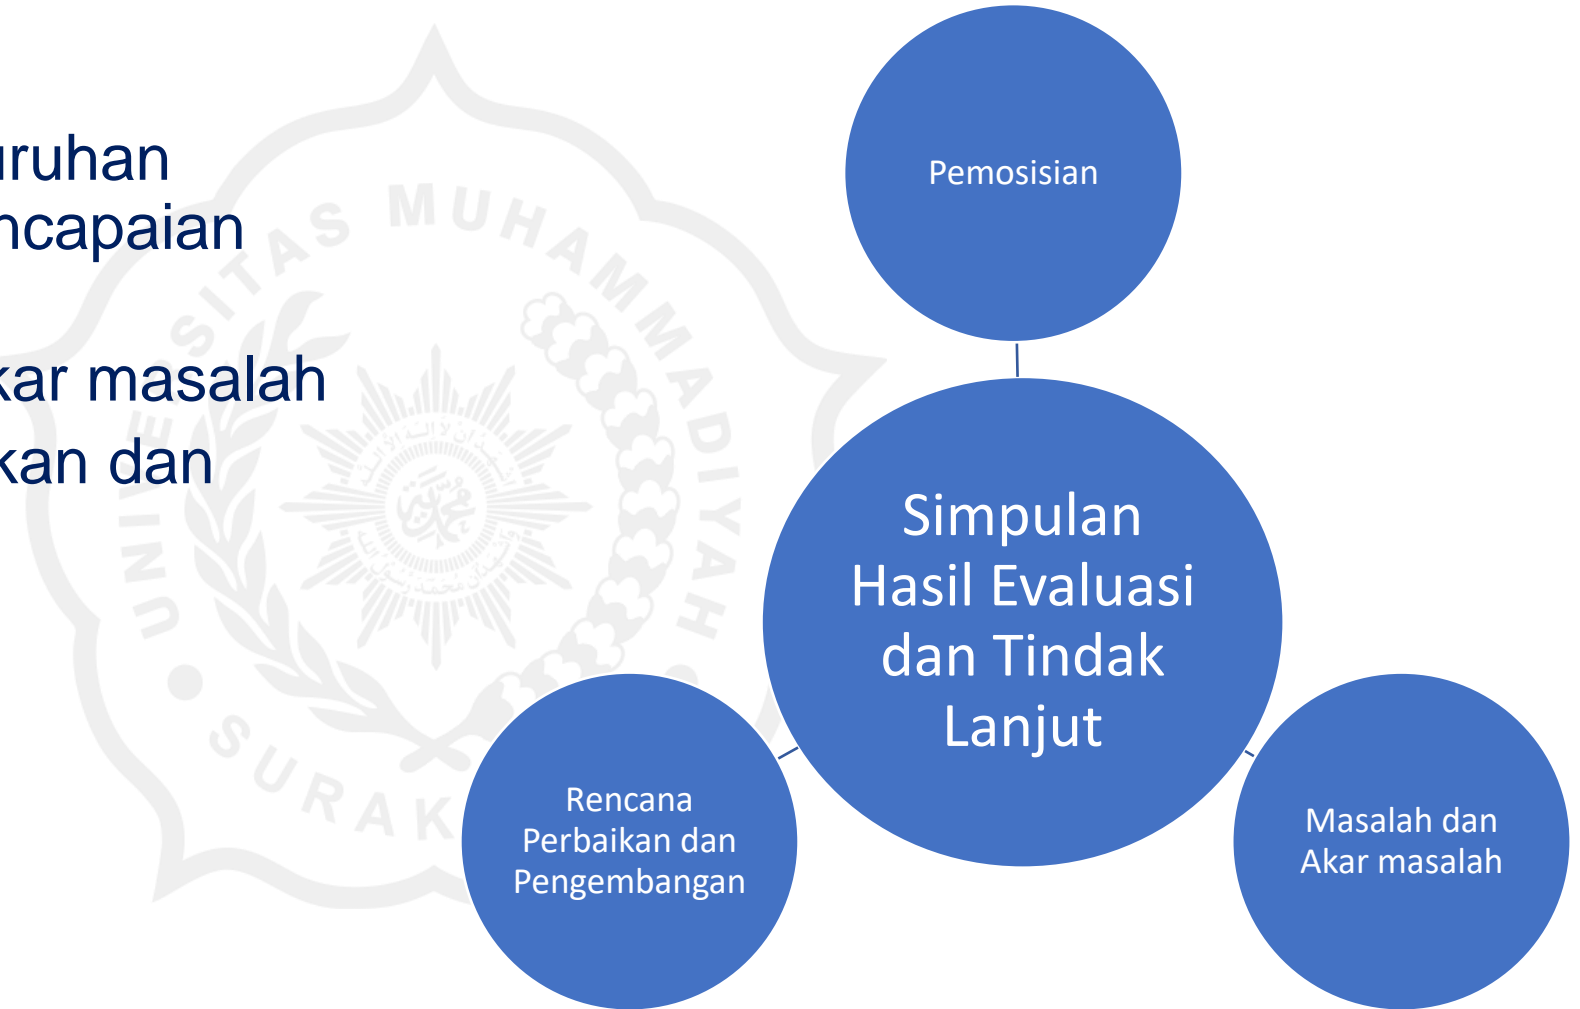 uruhan
ncapaian
kar masalah
kan dan
Pemosisian
Simpulan
Hasil Evaluasi
dan Tindak
Lanjut
Rencana
Perbaikan dan
Pengembangan
Masalah dan
Akar masalah
UNIVERSITAS MUHAMMADIYAH
SURAK